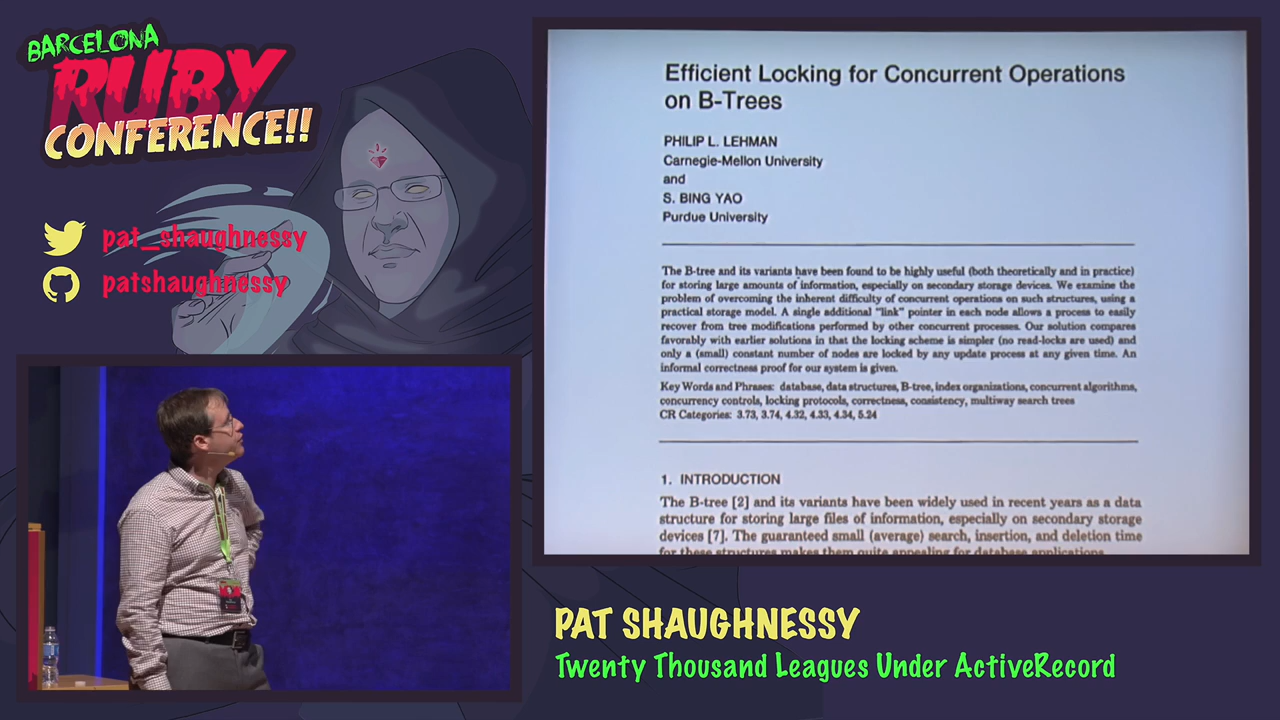 BARCELONA
RUBY
CONFERENCE!!
pat_shaughnessy
patshaughnessy
Efficient Locking for Concurrent Operations
on B-Trees
PHILIP L. LEHMAN
Carnegie-Mellon University
and
S. BING YAO
Purdue University
The B-tree and its variants have been found to be highly useful (both theoretically and in practice)
for storing large amounts of information, especially on secondary storage devices. We examine the
problem of overcoming the inherent difficulty of concurrent operations on such structures, using a
practical storage model. A single additional "link" pointer in each node allows a process to easily
recover from tree modifications performed by other concurrent processes. Our solution compares
favorably with earlier solutions in that the locking scheme is simpler (no read-locks are used) and
only a (small) constant number of nodes are locked by any update process at any given time. An
informal correctness proof for our system is given.
Key Words and Phrases: database, data structures, B-tree, index organizations, concurrent algorithms,
concurrency controls, locking protocols, correctness, consistency, multiway search trees
CR Categories: 3.73, 3.74, 4.32, 4.33, 4.34, 5.24
1. INTRODUCTION
The B-tree [2] and its variants have been widely used in recent years as a data
structure for storing large files of information, especially on secondary storage
devices [7]. The guaranteed small (average) search, insertion, and deletion time
for these structures makes them quite appealing for database applications.
PAT SHAUGHNESSY
Twenty Thousand Leagues Under ActiveRecord